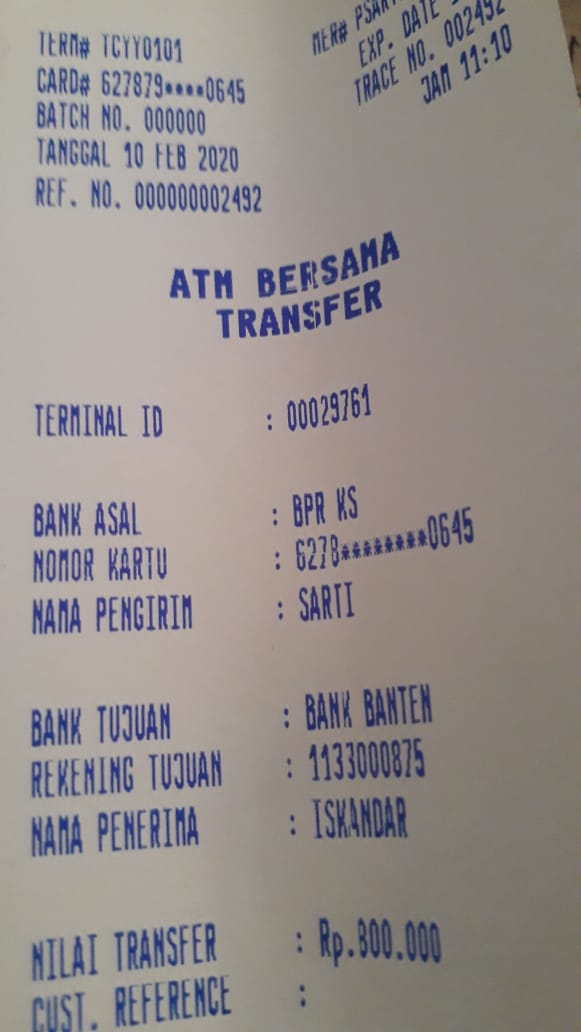 TERM# TCYY0101
MER# PSAR
CARD# 627879****0645
EXP. DATE
BATCH NO. 000000
TRACE NO. 002492
TANGGAL 10 FEB 2020
JAM 11:10
REF. NO. 000000002492
ATM BERSAMA
TRANSFER
TERMINAL ID : 00029761
BANK ASAL : BPR KS
NOMOR KARTU : 6278********0645
NAMA PENGIRIM : SARTI
BANK TUJUAN : BANK BANTEN
REKENING TUJUAN : 1133000875
NAMA PENERIMA : ISKANDAR
NILAI TRANSFER : Rp.800.000
CUST. REFERENCE :